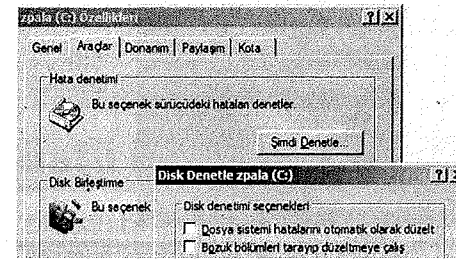 zpala (C:) Özellikleri
Genel Araçlar Donanım Paylaşım Kota
Hata denetimi
Bu seçenek sürücüdeki hataları denetler.
Şimdi Denetle...
Disk Birleştirme
Disk Denetle zpala (C:)
Bu seçenek
Disk denetimi seçenekleri
Dosya sistemi hatalarını otomatik olarak düzelt
Bozuk bölümleri tarayıp düzeltmeye çalış